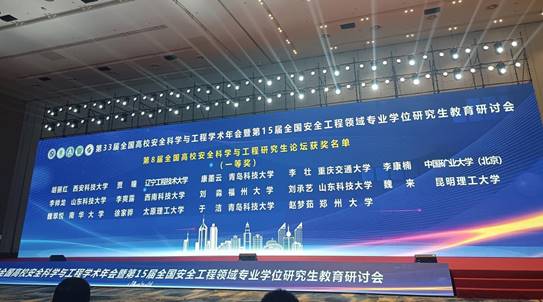 第33届全国高校安全科学与工程学术年会暨第15届全国安全工程领域专业学位研究生教育研讨会
第8届全国高校安全科学与工程研究生论坛获奖名单
（一等奖）
胡振红 西安科技大学 贾 曈 辽宁工程技术大学 康墨云 青岛科技大学 李 壮 重庆交通大学 李康楠 中国矿业大学（北京）
李帅龙 山东科技大学 李爽露 西南科技大学 刘 淼 福州大学 刘承艺 山东科技大学 魏 来 昆明理工大学
魏翠悦 南华大学 徐家骅 太原理工大学 于 洁 青岛科技大学 赵梦茹 郑州大学
全国高校安全科学与工程学术年会暨第15届全国安全工程领域专业学位研究生教育研讨会